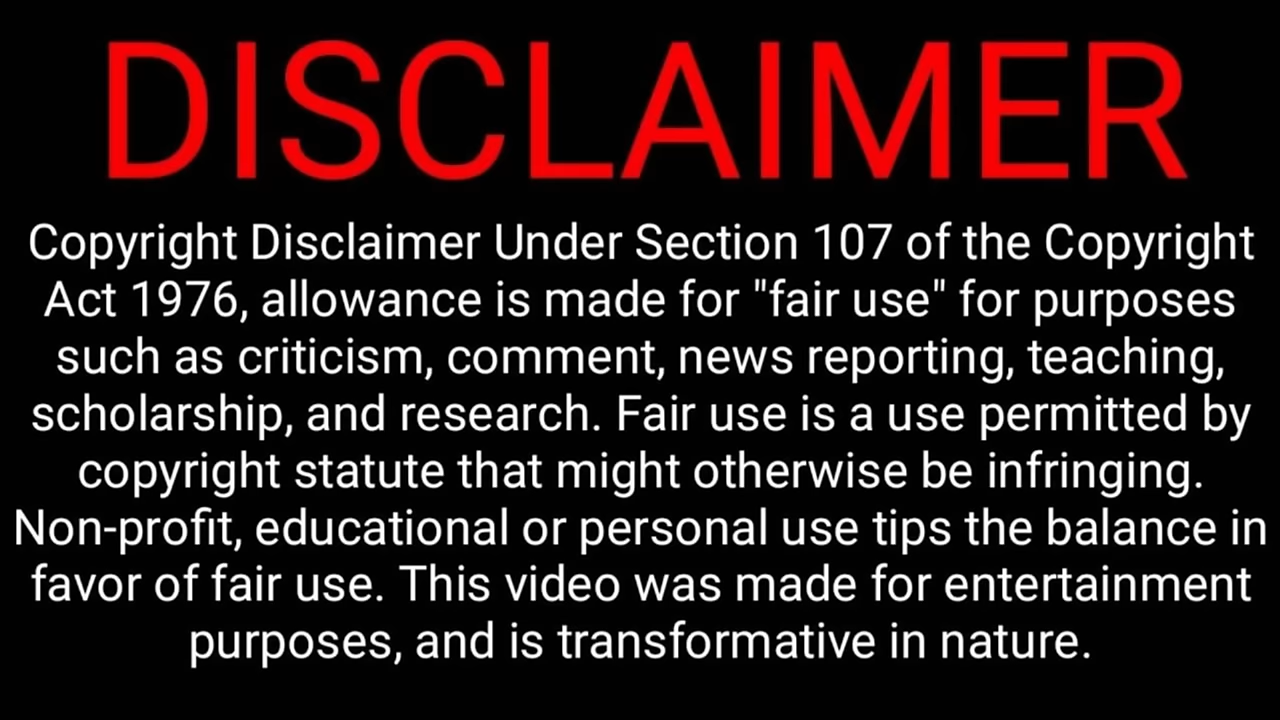 DISCLAIMER
Copyright Disclaimer Under Section 107 of the Copyright
Act 1976, allowance is made for "fair use" for purposes
such as criticism, comment, news reporting, teaching,
scholarship, and research. Fair use is a use permitted by
copyright statute that might otherwise be infringing.
Non-profit, educational or personal use tips the balance in
favor of fair use. This video was made for entertainment
purposes, and is transformative in nature.